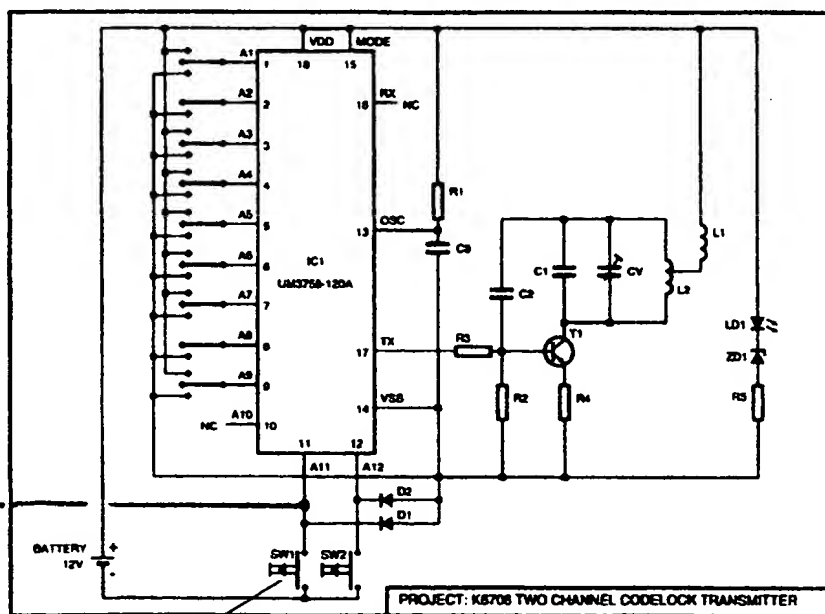 VDD
MODE
18
15
A1
1
A2
2
A3
3
A4
4
A5
5
A6
6
A7
7
A8
8
A9
9
A10
NC
10
RX
16
NC
R1
OSC
13
C3
IC1
UM3758-120A
TX
17
R3
VSS
14
11
12
A11
A12
C2
C1
CV
L2
L1
T1
R2
R4
LD1
ZD1
R5
D2
D1
BATTERY
12V
+
-
SW1
SW2
PROJECT: K6706 TWO CHANNEL CODELOCK TRANSMITTER